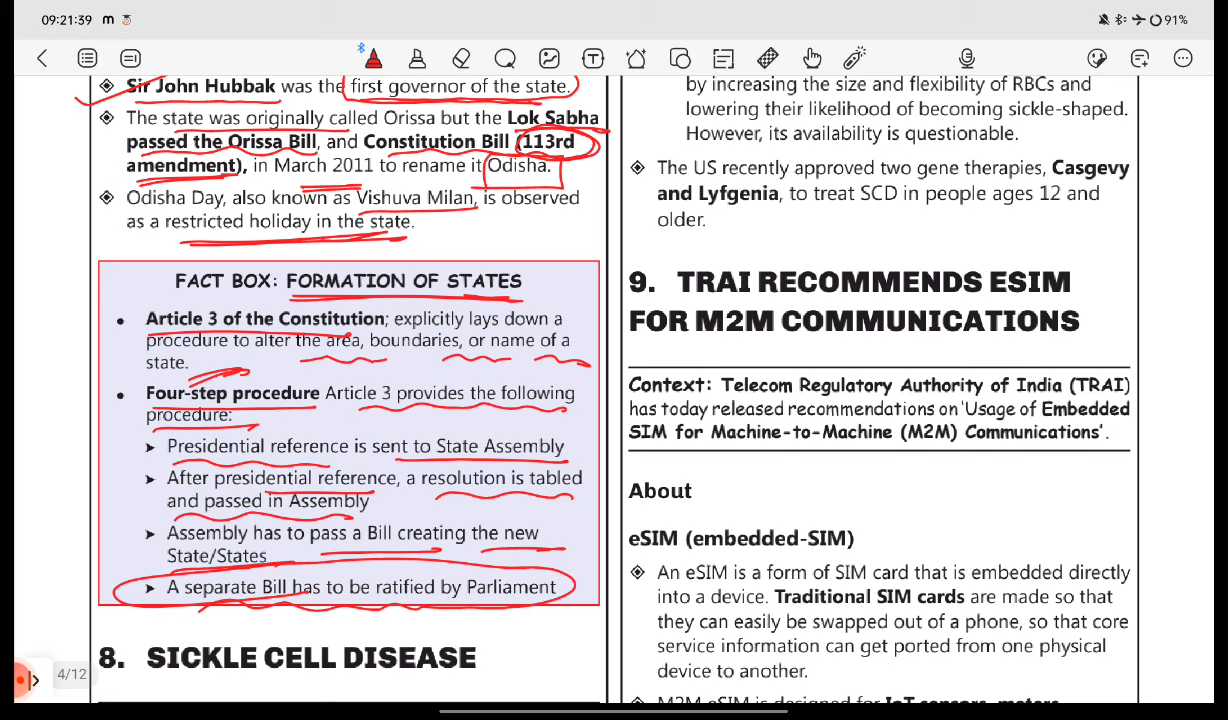 09:21:39 m
91%
Sir John Hubbak was the first governor of the state.
The state was originally called Orissa but the Lok Sabha
passed the Orissa Bill, and Constitution Bill (113rd
amendment), in March 2011 to rename it Odisha.
Odisha Day, also known as Vishuva Milan, is observed
as a restricted holiday in the state.
FACT BOX: FORMATION OF STATES
• Article 3 of the Constitution; explicitly lays down a
procedure to alter the area, boundaries, or name of a
state.
• Four-step procedure Article 3 provides the following
procedure:
➤ Presidential reference is sent to State Assembly
➤ After presidential reference, a resolution is tabled
and passed in Assembly
➤ Assembly has to pass a Bill creating the new
State/States
➤ A separate Bill has to be ratified by Parliament
8. SICKLE CELL DISEASE
4/12
by increasing the size and flexibility of RBCs and
lowering their likelihood of becoming sickle-shaped.
However, its availability is questionable.
The US recently approved two gene therapies, Casgevy
and Lyfgenia, to treat SCD in people ages 12 and
older.
9. TRAI RECOMMENDS ESIM
FOR M2M COMMUNICATIONS
Context: Telecom Regulatory Authority of India (TRAI)
has today released recommendations on 'Usage of Embedded
SIM for Machine-to-Machine (M2M) Communications'.
About
eSIM (embedded-SIM)
An eSIM is a form of SIM card that is embedded directly
into a device. Traditional SIM cards are made so that
they can easily be swapped out of a phone, so that core
service information can get ported from one physical
device to another.
M2M eSIM is designed for IoT sensors, meters